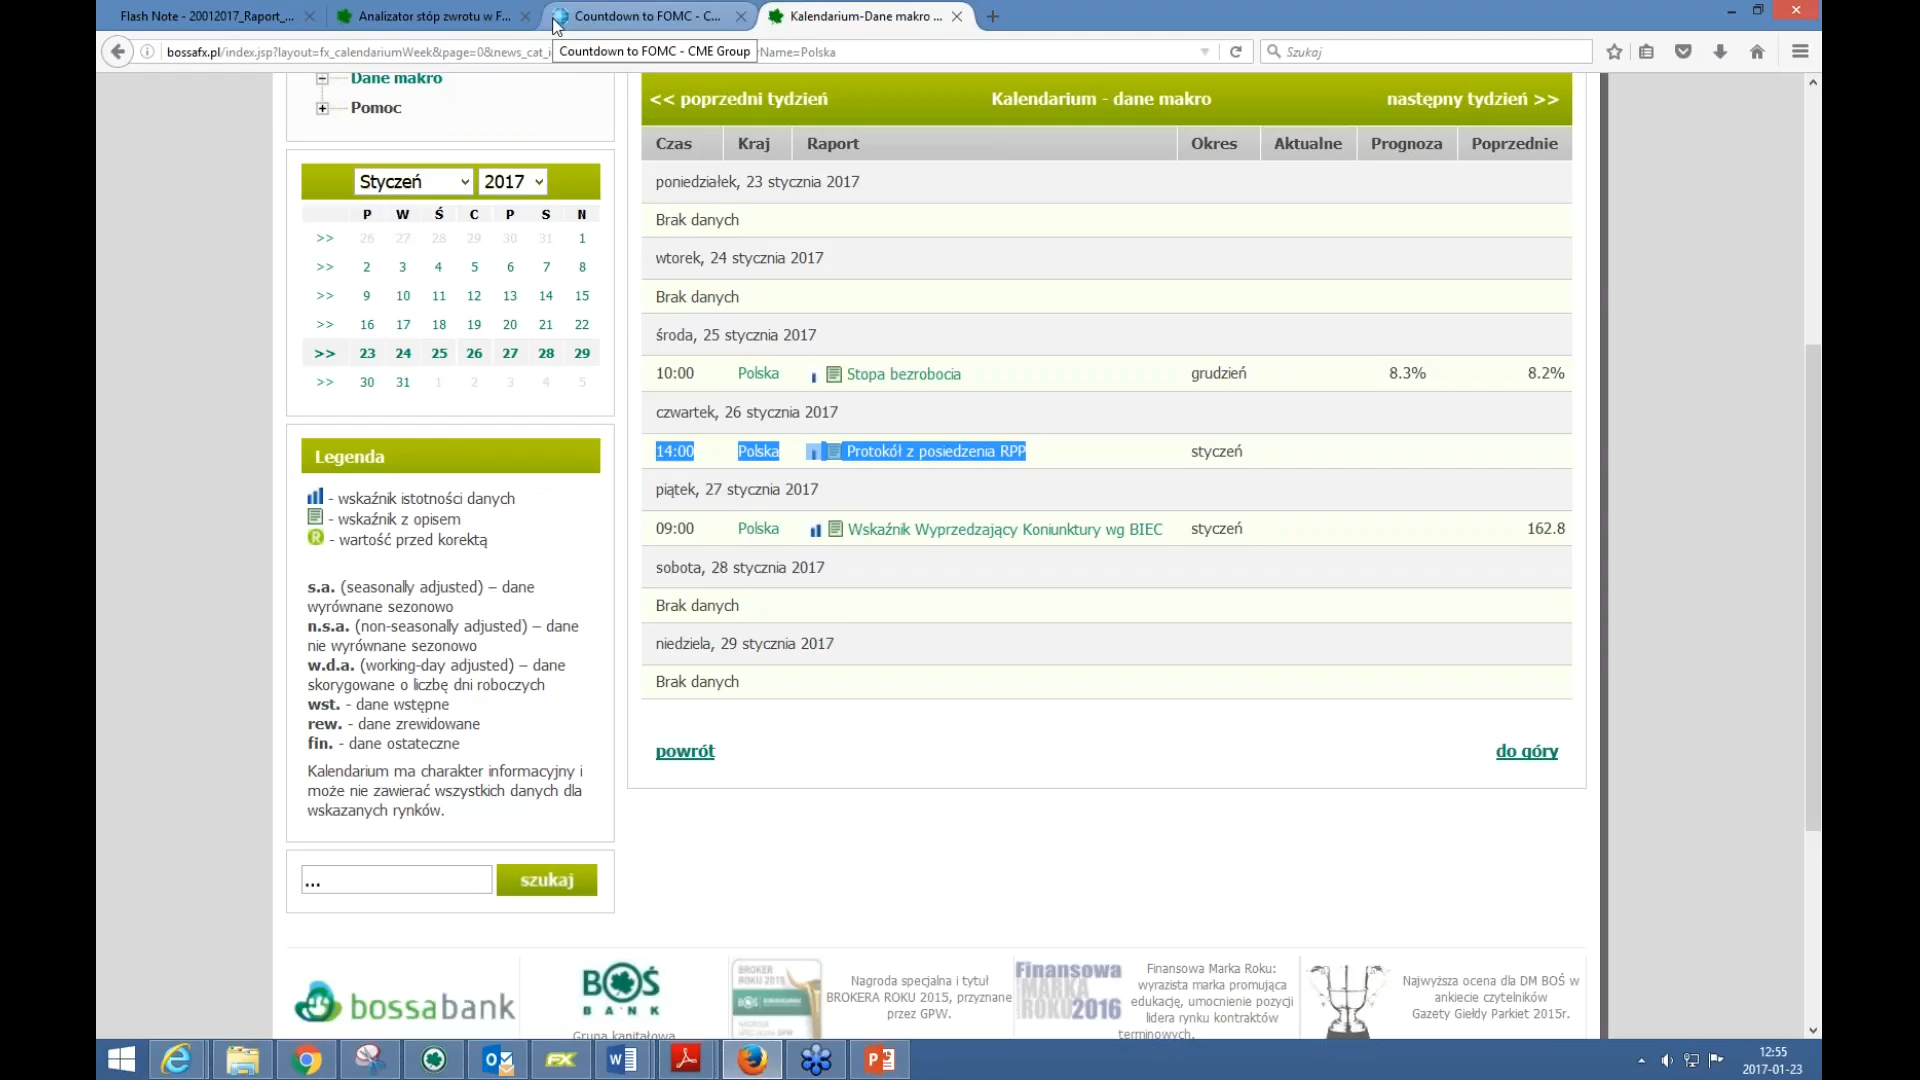 Flash Note - 20012017_Raport_...
Analizator stóp zwrotu w F...
Countdown to FOMC - C...
Kalendarium-Dane makro ...
bossafx.pl/index.jsp?layout=fx_calendariumWeek&page=0&news_cat_i
Countdown to FOMC - CME Group
Name=Polska
Szukaj
Dane makro
Pomoc
Styczeń 2017
P W Ś C P S N
>> 26 27 28 29 30 31 1
>> 2 3 4 5 6 7 8
>> 9 10 11 12 13 14 15
>> 16 17 18 19 20 21 22
>> 23 24 25 26 27 28 29
>> 30 31 1 2 3 4 5
Legenda
- wskaźnik istotności danych
- wskaźnik z opisem
R - wartość przed korektą
s.a. (seasonally adjusted) – dane
wyrównane sezonowo
n.s.a. (non-seasonally adjusted) – dane
nie wyrównane sezonowo
w.d.a. (working-day adjusted) – dane
skorygowane o liczbę dni roboczych
wst. - dane wstępne
rew. - dane zrewidowane
fin. - dane ostateczne
Kalendarium ma charakter informacyjny i
może nie zawierać wszystkich danych dla
wskazanych rynków.
...
szukaj
<< poprzedni tydzień Kalendarium - dane makro następny tydzień >>
Czas Kraj Raport Okres Aktualne Prognoza Poprzednie
poniedziałek, 23 stycznia 2017
Brak danych
wtorek, 24 stycznia 2017
Brak danych
środa, 25 stycznia 2017
10:00 Polska Stopa bezrobocia grudzień 8.3% 8.2%
czwartek, 26 stycznia 2017
14:00 Polska Protokół z posiedzenia RPP styczeń
piątek, 27 stycznia 2017
09:00 Polska Wskaźnik Wyprzedzający Koniunktury wg BIEC styczeń 162.8
sobota, 28 stycznia 2017
Brak danych
niedziela, 29 stycznia 2017
Brak danych
powrót do góry
bossabank
BOŚ
BANK
Grupa kapitałowa
BROKER
ROKU 2015
Nagroda specjalna i tytuł
BROKERA ROKU 2015, przyznane
przez GPW.
Finansowa
MARKA
ROKU2016
Finansowa Marka Roku:
wyrazista marka promująca
edukację, umocnienie pozycji
lidera rynku kontraktów
terminowych.
Najwyższa ocena dla DM BOŚ w
ankiecie czytelników
Gazety Giełdy Parkiet 2015r.
FX
12:55
2017-01-23